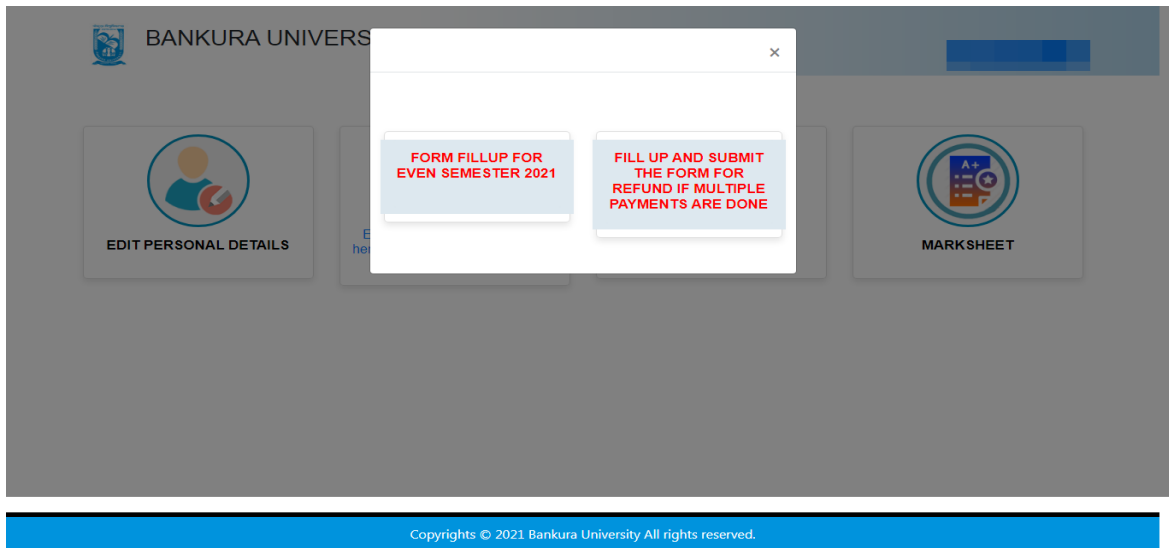 BANKURA UNIVERS
×
FORM FILLUP FOR
EVEN SEMESTER 2021
FILL UP AND SUBMIT
THE FORM FOR
REFUND IF MULTIPLE
PAYMENTS ARE DONE
EDIT PERSONAL DETAILS
A+
MARKSHEET
Copyrights © 2021 Bankura University All rights reserved.